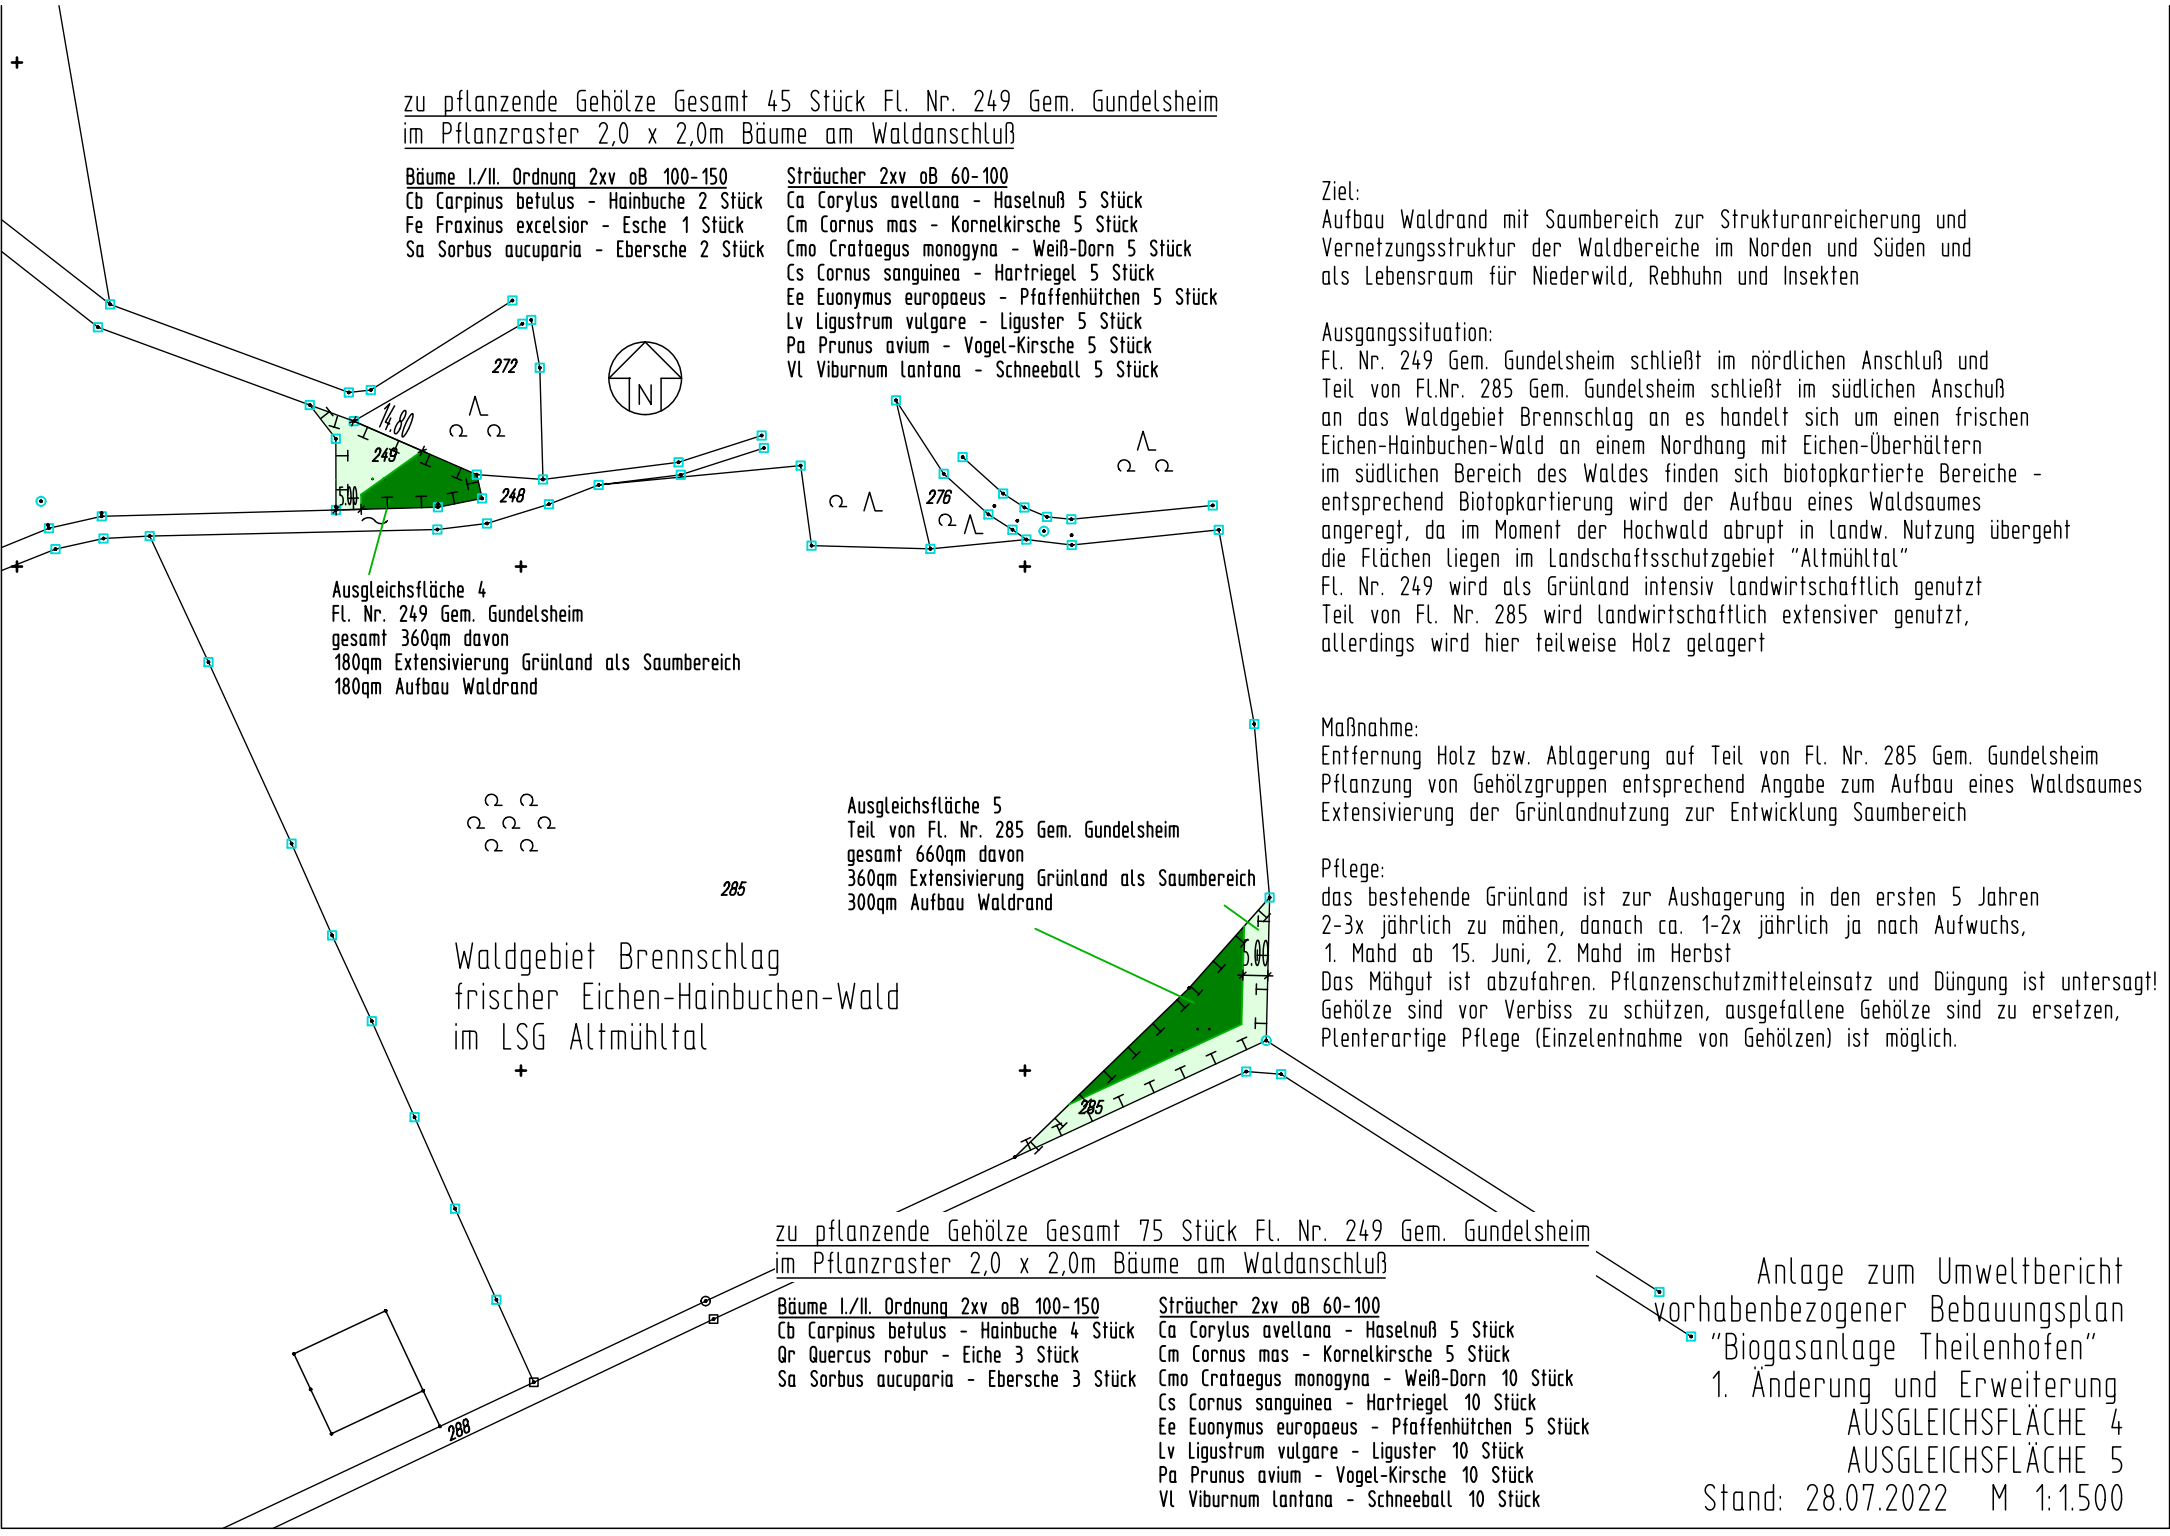 zu pflanzende Gehölze Gesamt 45 Stück Fl. Nr. 249 Gem. Gundelsheim
im Pflanzraster 2,0 x 2,0m Bäume am Waldanschluß
Bäume I./II. Ordnung 2xv oB 100-150
Cb Carpinus betulus - Hainbuche 2 Stück
Fe Fraxinus excelsior - Esche 1 Stück
Sa Sorbus aucuparia - Ebersche 2 Stück
Sträucher 2xv oB 60-100
Ca Corylus avellana - Haselnuß 5 Stück
Cm Cornus mas - Kornelkirsche 5 Stück
Cmo Crataegus monogyna - Weiß-Dorn 5 Stück
Cs Cornus sanguinea - Hartriegel 5 Stück
Ee Euonymus europaeus - Pfaffenhütchen 5 Stück
Lv Ligustrum vulgare - Liguster 5 Stück
Pa Prunus avium - Vogel-Kirsche 5 Stück
Vl Viburnum lantana - Schneeball 5 Stück
272
N
14.80
249
5.00
248
276
Ausgleichsfläche 4
Fl. Nr. 249 Gem. Gundelsheim
gesamt 360qm davon
180qm Extensivierung Grünland als Saumbereich
180qm Aufbau Waldrand
Ausgleichsfläche 5
Teil von Fl. Nr. 285 Gem. Gundelsheim
gesamt 660qm davon
360qm Extensivierung Grünland als Saumbereich
300qm Aufbau Waldrand
285
Waldgebiet Brennschlag
frischer Eichen-Hainbuchen-Wald
im LSG Altmühltal
5.00
285
288
Ziel:
Aufbau Waldrand mit Saumbereich zur Strukturanreicherung und
Vernetzungsstruktur der Waldbereiche im Norden und Süden und
als Lebensraum für Niederwild, Rebhuhn und Insekten
Ausgangssituation:
Fl. Nr. 249 Gem. Gundelsheim schließt im nördlichen Anschluß und
Teil von Fl.Nr. 285 Gem. Gundelsheim schließt im südlichen Anschuß
an das Waldgebiet Brennschlag an es handelt sich um einen frischen
Eichen-Hainbuchen-Wald an einem Nordhang mit Eichen-Überhältern
im südlichen Bereich des Waldes finden sich biotopkartierte Bereiche -
entsprechend Biotopkartierung wird der Aufbau eines Waldsaumes
angeregt, da im Moment der Hochwald abrupt in landw. Nutzung übergeht
die Flächen liegen im Landschaftsschutzgebiet "Altmühltal"
Fl. Nr. 249 wird als Grünland intensiv landwirtschaftlich genutzt
Teil von Fl. Nr. 285 wird landwirtschaftlich extensiver genutzt,
allerdings wird hier teilweise Holz gelagert
Maßnahme:
Entfernung Holz bzw. Ablagerung auf Teil von Fl. Nr. 285 Gem. Gundelsheim
Pflanzung von Gehölzgruppen entsprechend Angabe zum Aufbau eines Waldsaumes
Extensivierung der Grünlandnutzung zur Entwicklung Saumbereich
Pflege:
das bestehende Grünland ist zur Aushagerung in den ersten 5 Jahren
2-3x jährlich zu mähen, danach ca. 1-2x jährlich ja nach Aufwuchs,
1. Mahd ab 15. Juni, 2. Mahd im Herbst
Das Mähgut ist abzufahren. Pflanzenschutzmitteleinsatz und Düngung ist untersagt!
Gehölze sind vor Verbiss zu schützen, ausgefallene Gehölze sind zu ersetzen,
Plenterartige Pflege (Einzelentnahme von Gehölzen) ist möglich.
zu pflanzende Gehölze Gesamt 75 Stück Fl. Nr. 249 Gem. Gundelsheim
im Pflanzraster 2,0 x 2,0m Bäume am Waldanschluß
Bäume I./II. Ordnung 2xv oB 100-150
Cb Carpinus betulus - Hainbuche 4 Stück
Qr Quercus robur - Eiche 3 Stück
Sa Sorbus aucuparia - Ebersche 3 Stück
Sträucher 2xv oB 60-100
Ca Corylus avellana - Haselnuß 5 Stück
Cm Cornus mas - Kornelkirsche 5 Stück
Cmo Crataegus monogyna - Weiß-Dorn 10 Stück
Cs Cornus sanguinea - Hartriegel 10 Stück
Ee Euonymus europaeus - Pfaffenhütchen 5 Stück
Lv Ligustrum vulgare - Liguster 10 Stück
Pa Prunus avium - Vogel-Kirsche 10 Stück
Vl Viburnum lantana - Schneeball 10 Stück
Anlage zum Umweltbericht
vorhabenbezogener Bebauungsplan
"Biogasanlage Theilenhofen"
1. Änderung und Erweiterung
AUSGLEICHSFLÄCHE 4
AUSGLEICHSFLÄCHE 5
Stand: 28.07.2022 M 1:1.500